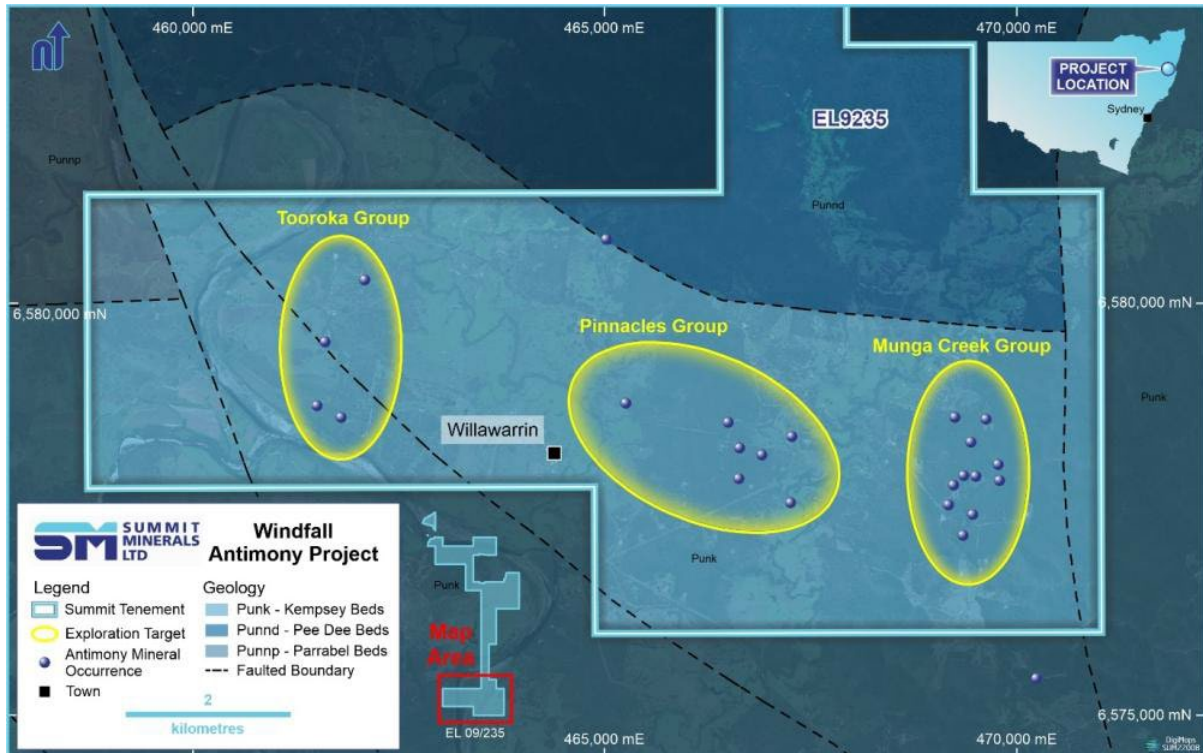 460,000 mE
465,000 mE
470,000 mE
PROJECT
LOCATION
Sydney
EL9235
Punnp
Punnd
Tooroka Group
6,580,000 mN
6,580,000 mN
Pinnacles Group
Munga Creek Group
Punk
Willawarrin
Punk
SM SUMMIT
MINERALS
LTD
Windfall
Antimony Project
Legend
Summit Tenement
Exploration Target
Antimony Mineral
Occurrence
Town
2
kilometres
Geology
Punk - Kempsey Beds
Punnd - Pee Dee Beds
Punnp - Parrabel Beds
Faulted Boundary
Punk
Map
Area
EL 09/235
465,000 mE
470,000 mE
6,575,000 mN
DigiMaps